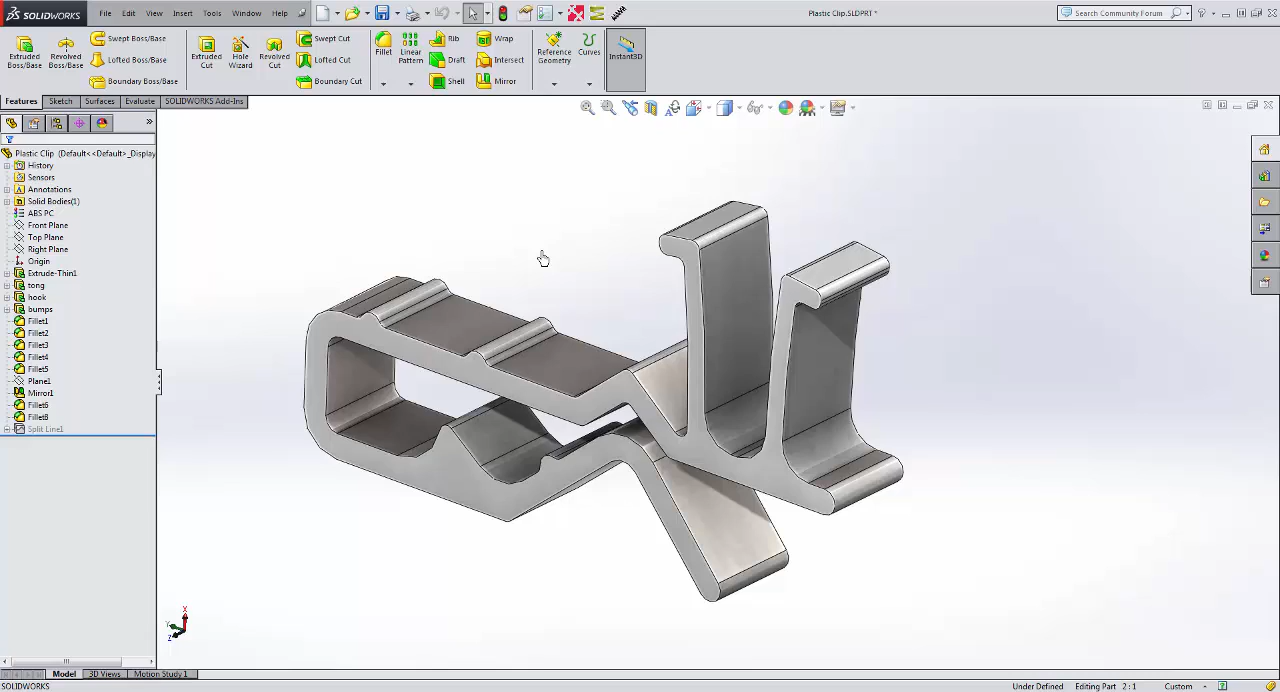 SOLIDWORKS File Edit View Insert Tools Window Help Plastic Clip.SLDPRT * Search Community Forum
Extruded Boss/Base
Revolved Boss/Base
Swept Boss/Base
Lofted Boss/Base
Boundary Boss/Base
Extruded Cut
Hole Wizard
Revolved Cut
Swept Cut
Lofted Cut
Boundary Cut
Fillet
Linear Pattern
Rib
Draft
Shell
Wrap
Intersect
Mirror
Reference Geometry
Curves
Instant3D
Features Sketch Surfaces Evaluate SOLIDWORKS Add-Ins
Plastic Clip (Default<<Default>_Display
History
Sensors
Annotations
Solid Bodies(1)
ABS PC
Front Plane
Top Plane
Right Plane
Origin
Extrude-Thin1
tong
hook
bumps
Fillet1
Fillet2
Fillet3
Fillet4
Fillet5
Plane1
Mirror1
Fillet6
Fillet8
Split Line1
X
Y
Z
Model 3D Views Motion Study 1
SOLIDWORKS Under Defined Editing Part 2 : 1 Custom